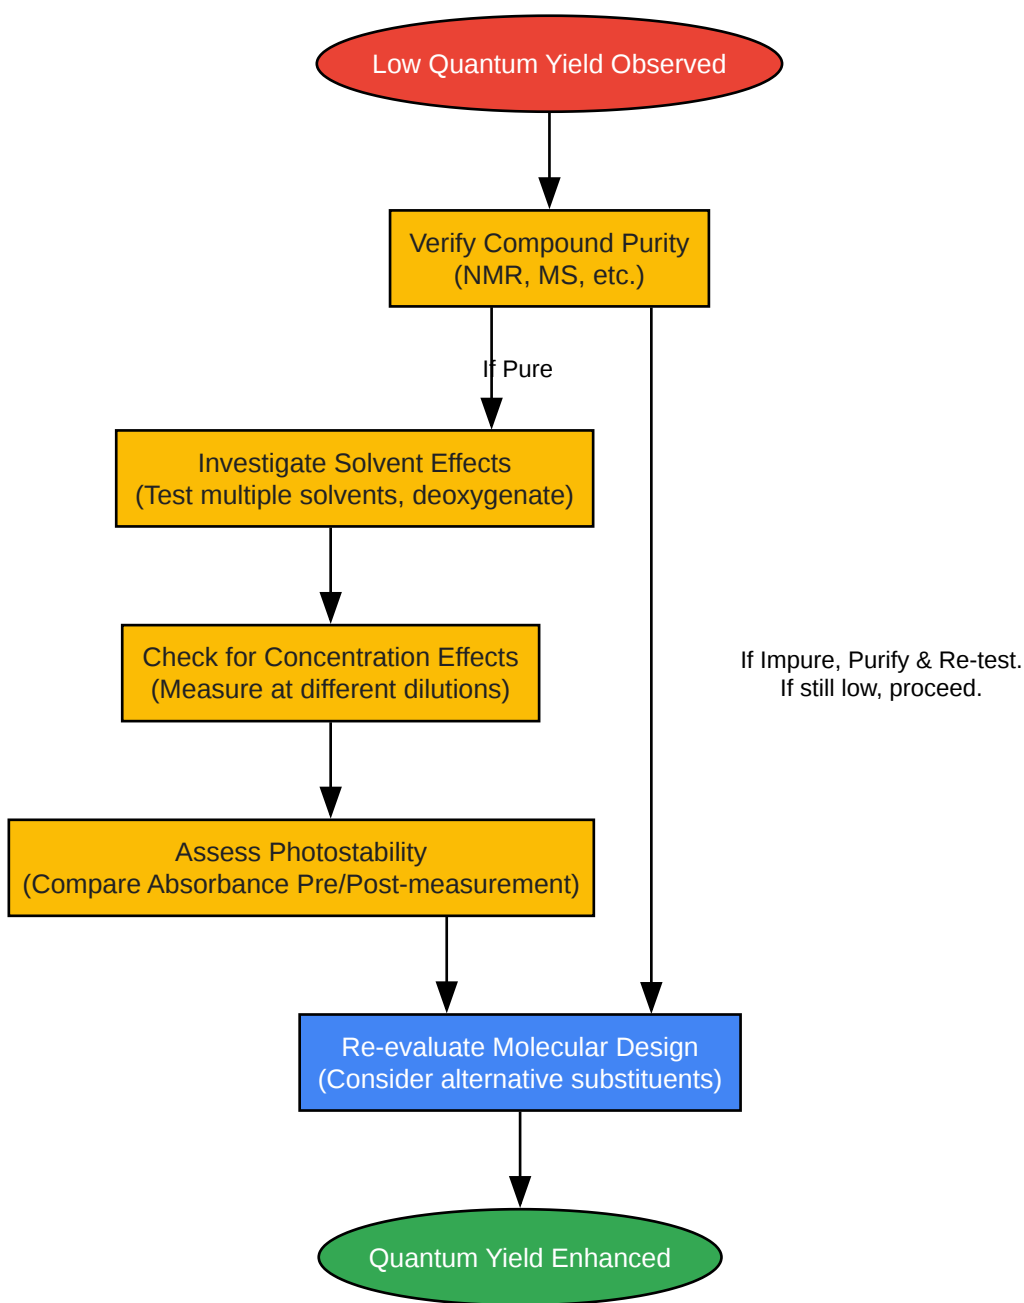 Low Quantum Yield Observed
Verify Compound Purity
(NMR, MS, etc.)
If Pure
Investigate Solvent Effects
(Test multiple solvents, deoxygenate)
Check for Concentration Effects
(Measure at different dilutions)
If Impure, Purify & Re-test.
If still low, proceed.
Assess Photostability
(Compare Absorbance Pre/Post-measurement)
Re-evaluate Molecular Design
(Consider alternative substituents)
Quantum Yield Enhanced